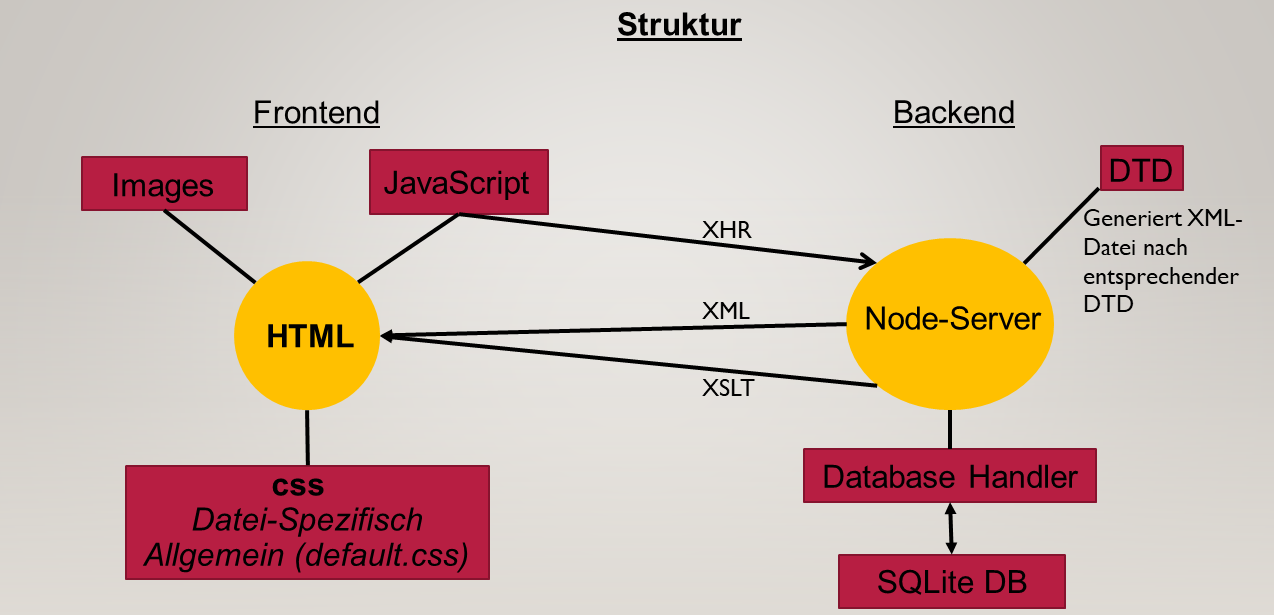 Struktur
Frontend
Backend
Images
JavaScript
DTD
Generiert XML-
Datei nach
entsprechender
DTD
XHR
XML
XSLT
HTML
Node-Server
css
Datei-Spezifisch
Allgemein (default.css)
Database Handler
SQLite DB